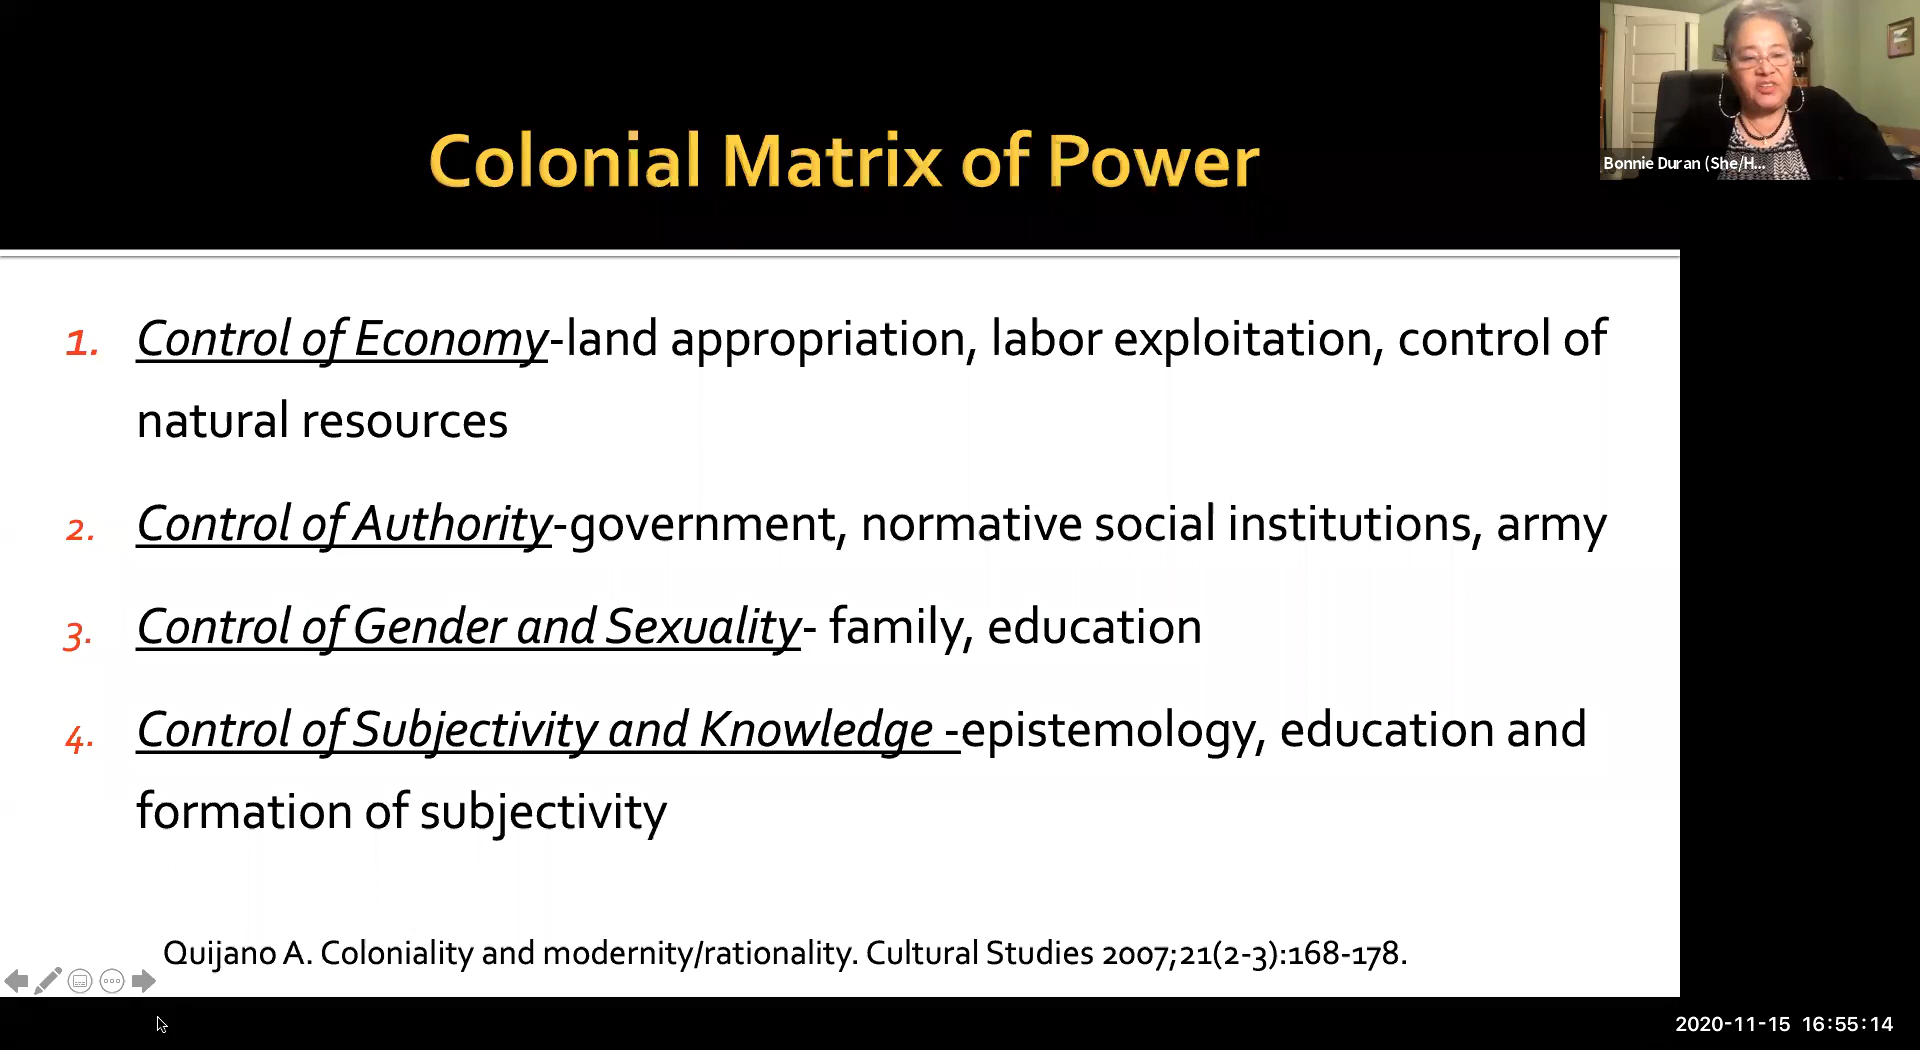 Colonial Matrix of Power
Bonnie Duran (She/H...
1. Control of Economy-land appropriation, labor exploitation, control of
natural resources
2. Control of Authority-government, normative social institutions, army
3. Control of Gender and Sexuality- family, education
4. Control of Subjectivity and Knowledge -epistemology, education and
formation of subjectivity
Quijano A. Coloniality and modernity/rationality. Cultural Studies 2007;21(2-3):168-178.
2020-11-15 16:55:14